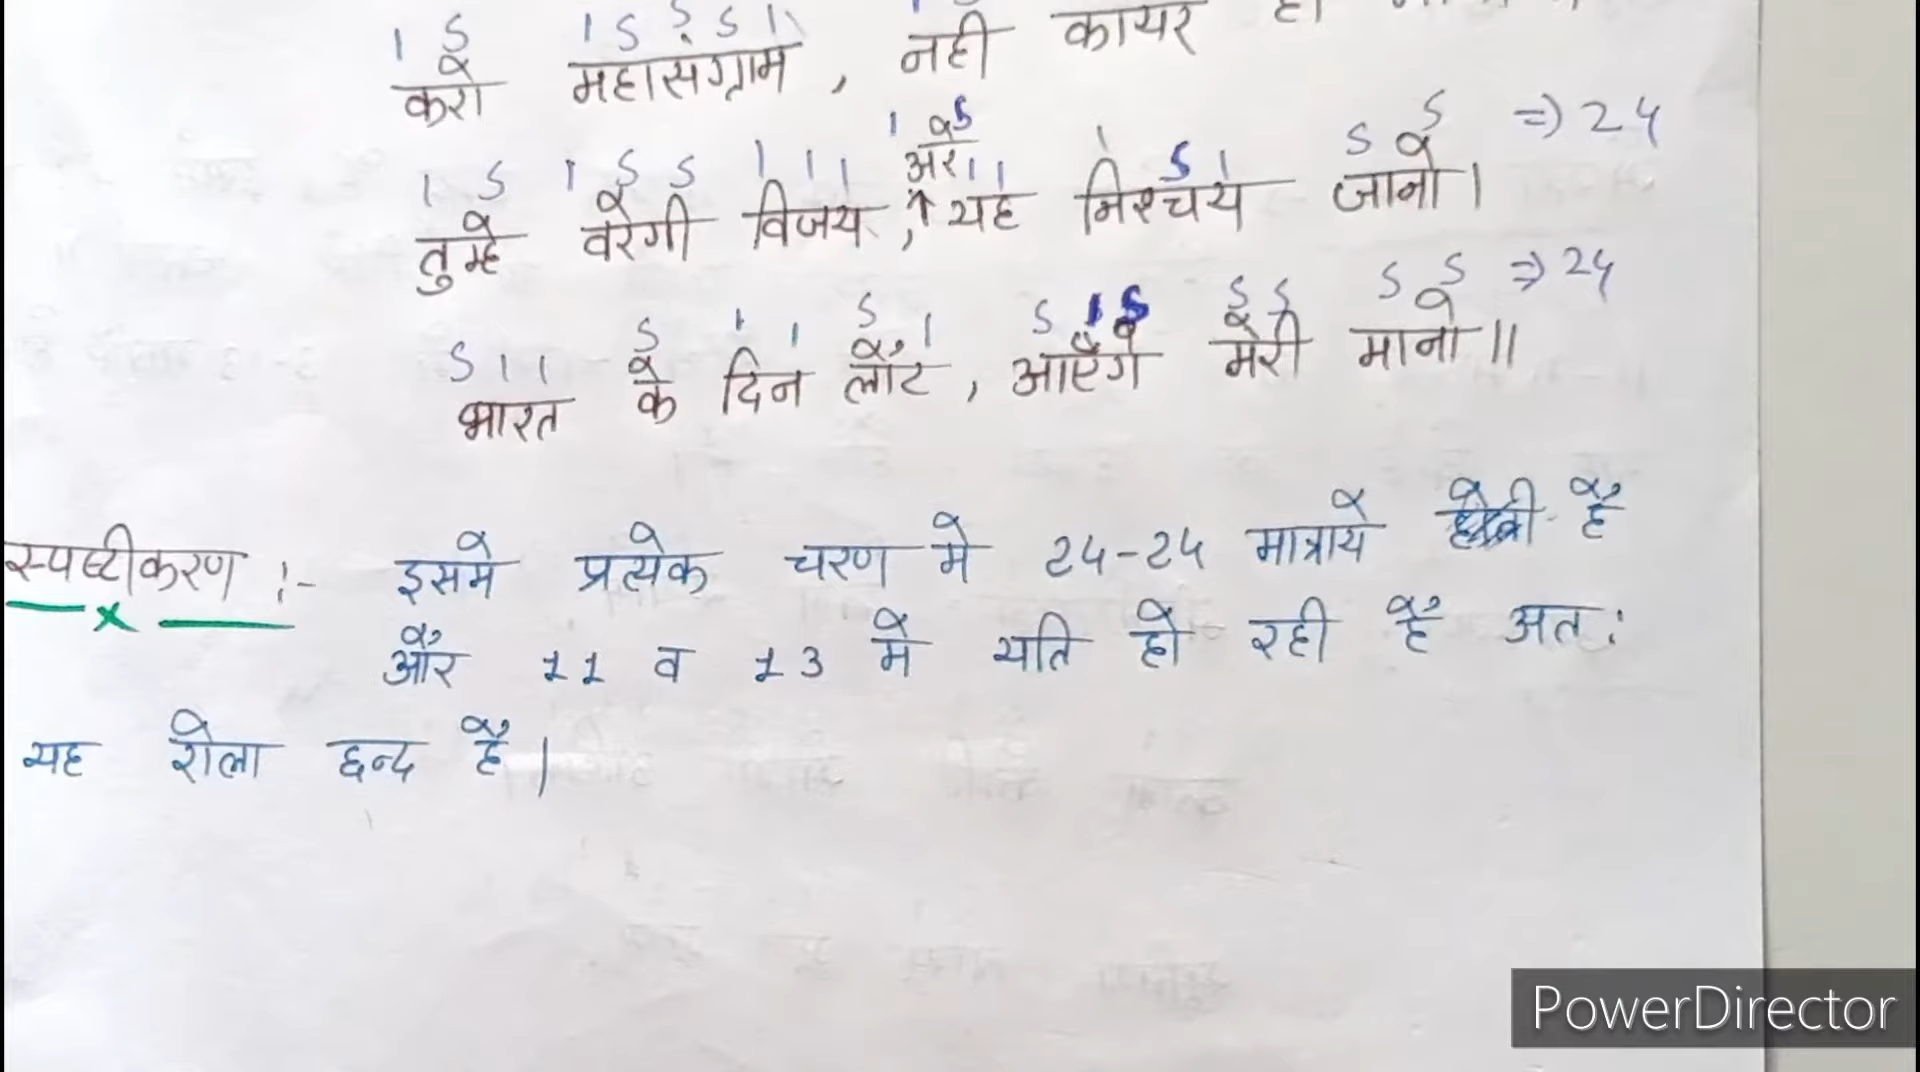 I S I S S S I
करो महासंग्राम, नही कायर हो
I S I S S I I I I S I I I S I S S => 24
तुम्हे वरेगी विजय, अरे यह निश्चय जानो।
S I I S I I S I S I S S S S S => 24
भारत के दिन लौट, आएँगे मेरी मानो॥
स्पष्टीकरण :- इसमे प्रत्येक चरण मे 24-24 मात्राये होती है
और 11 व 13 मे यति हो रही है अत:
यह रोला छन्द है।
PowerDirector